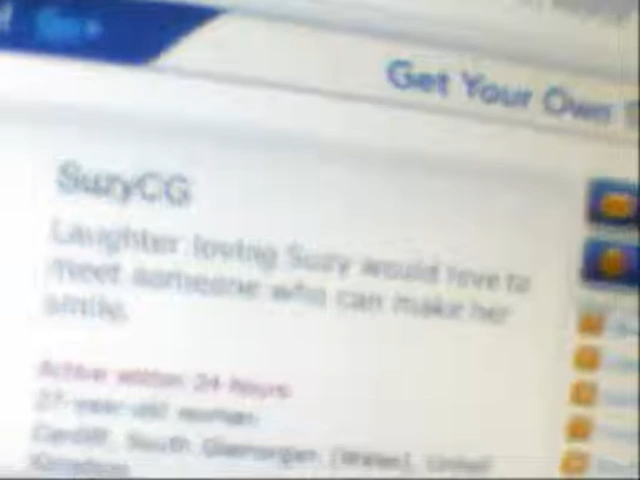 Get Your Own
SuzyCG
Laughter loving Suzy would love to
meet someone who can make her
smile.
Active within 24 hours
27-year-old woman
Cardiff, South Glamorgan (Wales), United
Kingdom